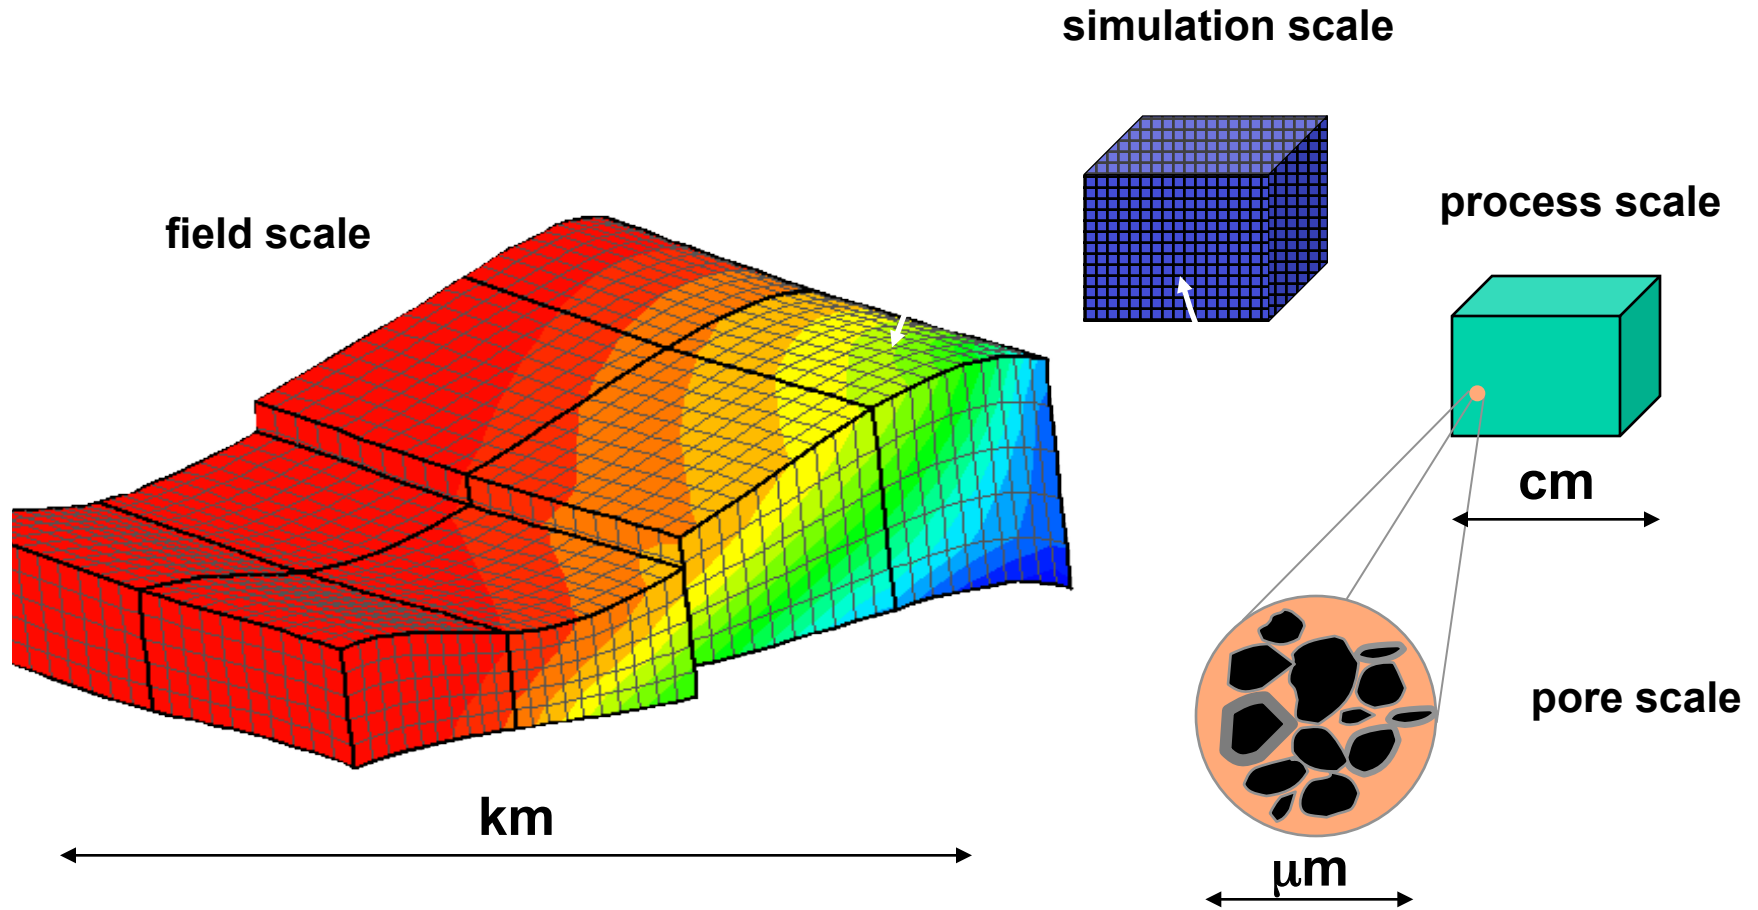 simulation scale
process scale
field scale
cm
pore scale
km
μm